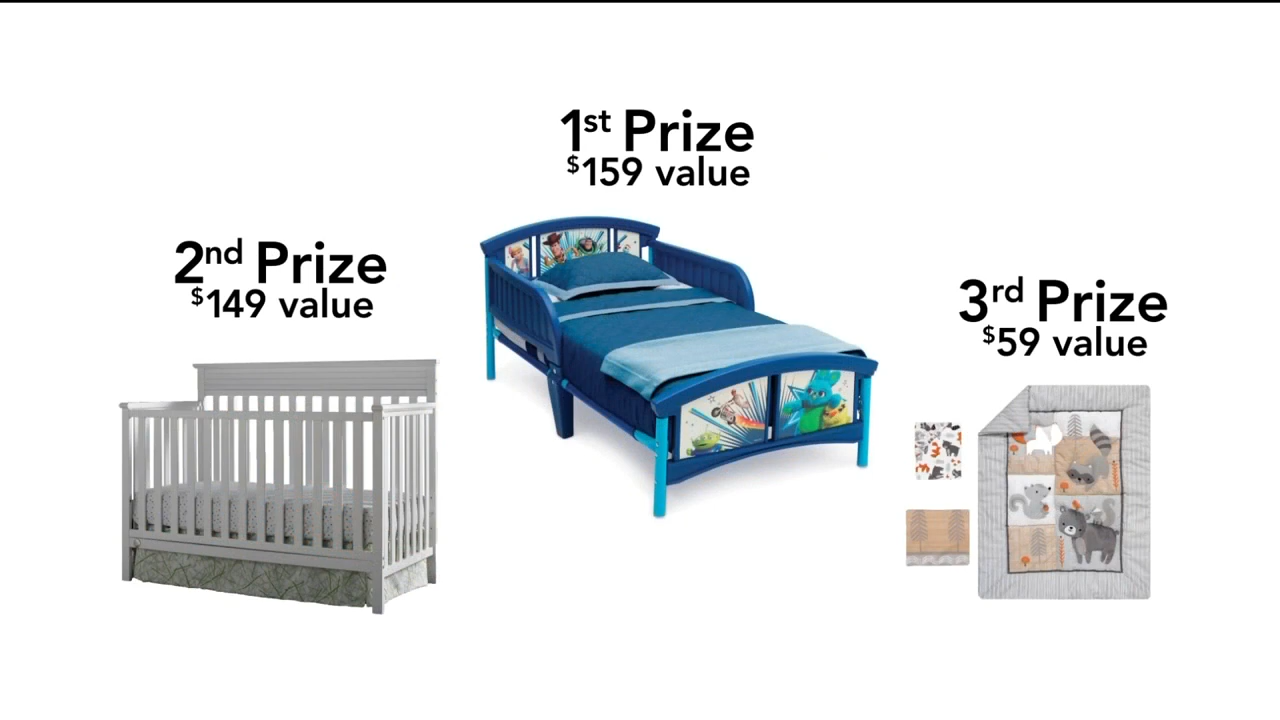 1st Prize
$159 value
2nd Prize
$149 value
3rd Prize
$59 value